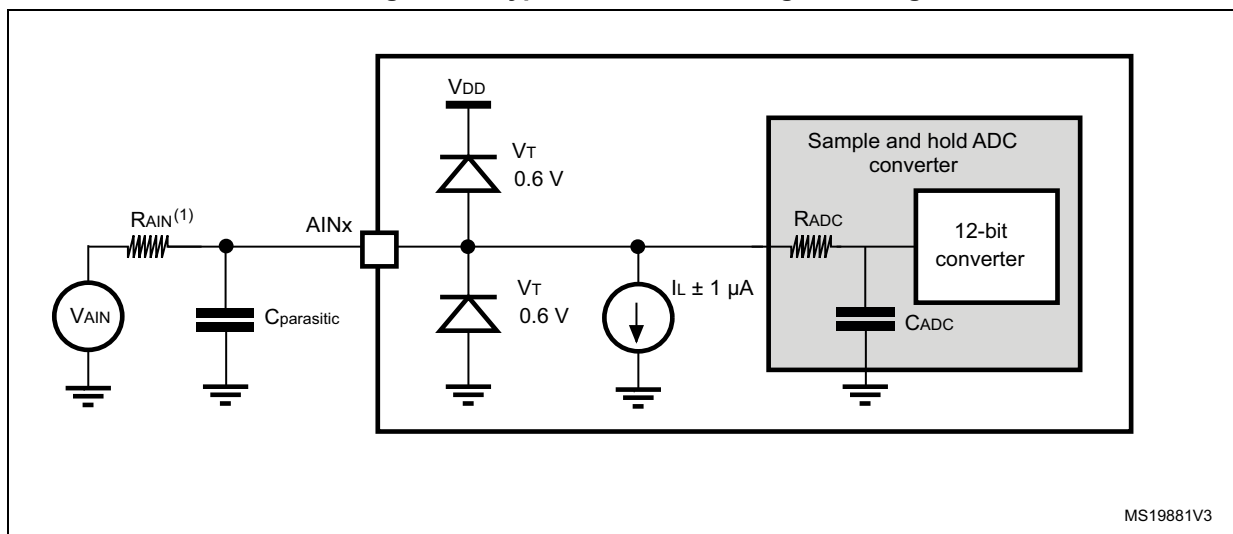 VDD
Sample and hold ADC
converter
VT
0.6 V
RAIN(1)
AINx
RADC
12-bit
converter
VAIN
Cparasitic
VT
0.6 V
IL ± 1 µA
CADC
MS19881V3